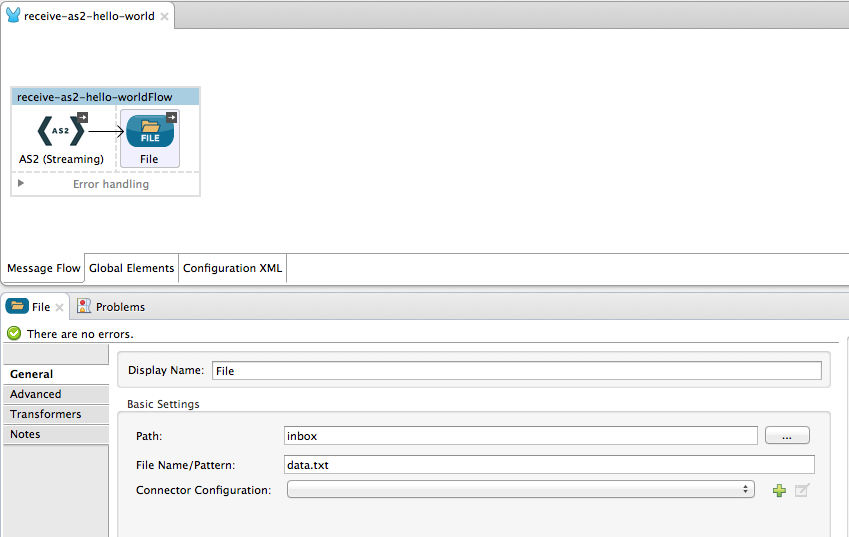 receive-as2-hello-world
receive-as2-hello-worldFlow
AS2
FILE
AS2 (Streaming)
File
Error handling
Message Flow
Global Elements
Configuration XML
File
Problems
There are no errors.
General
Advanced
Transformers
Notes
Display Name:
File
Basic Settings
Path:
inbox
...
File Name/Pattern:
data.txt
Connector Configuration: